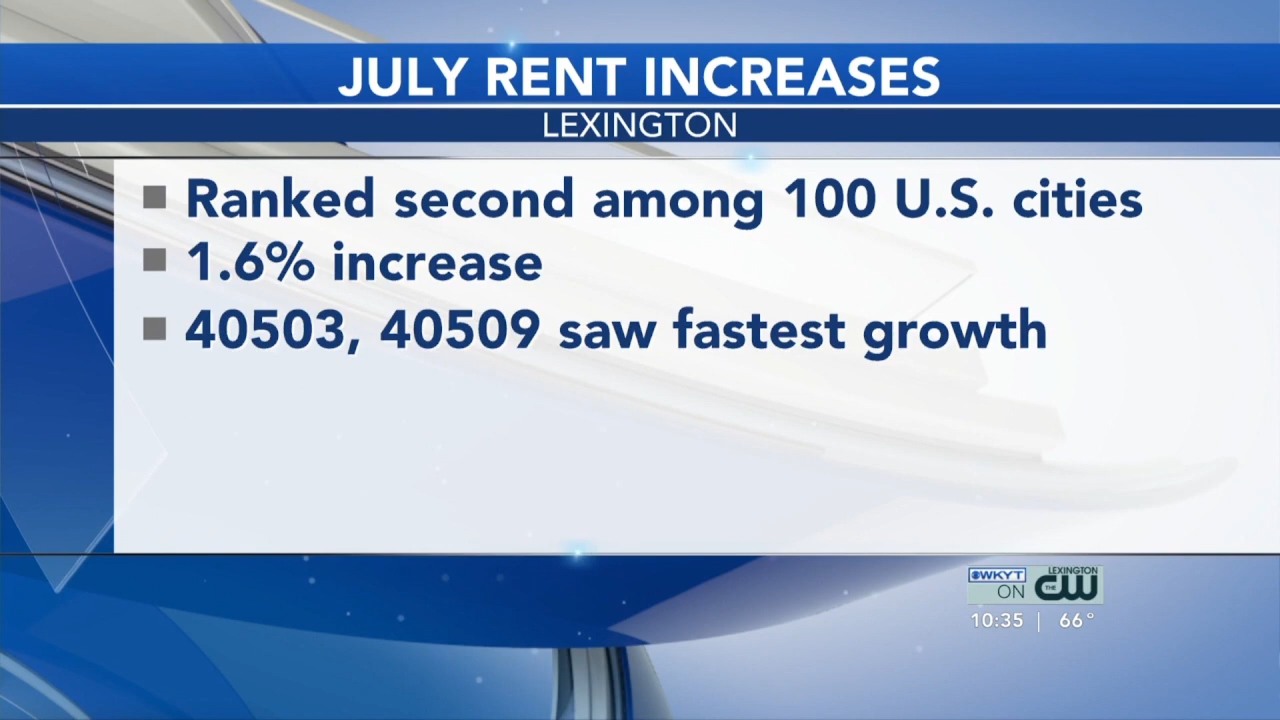 JULY RENT INCREASES
LEXINGTON
Ranked second among 100 U.S. cities
1.6% increase
40503, 40509 saw fastest growth
WKYT LEXINGTON
ON THE CW
10:35 | 66°